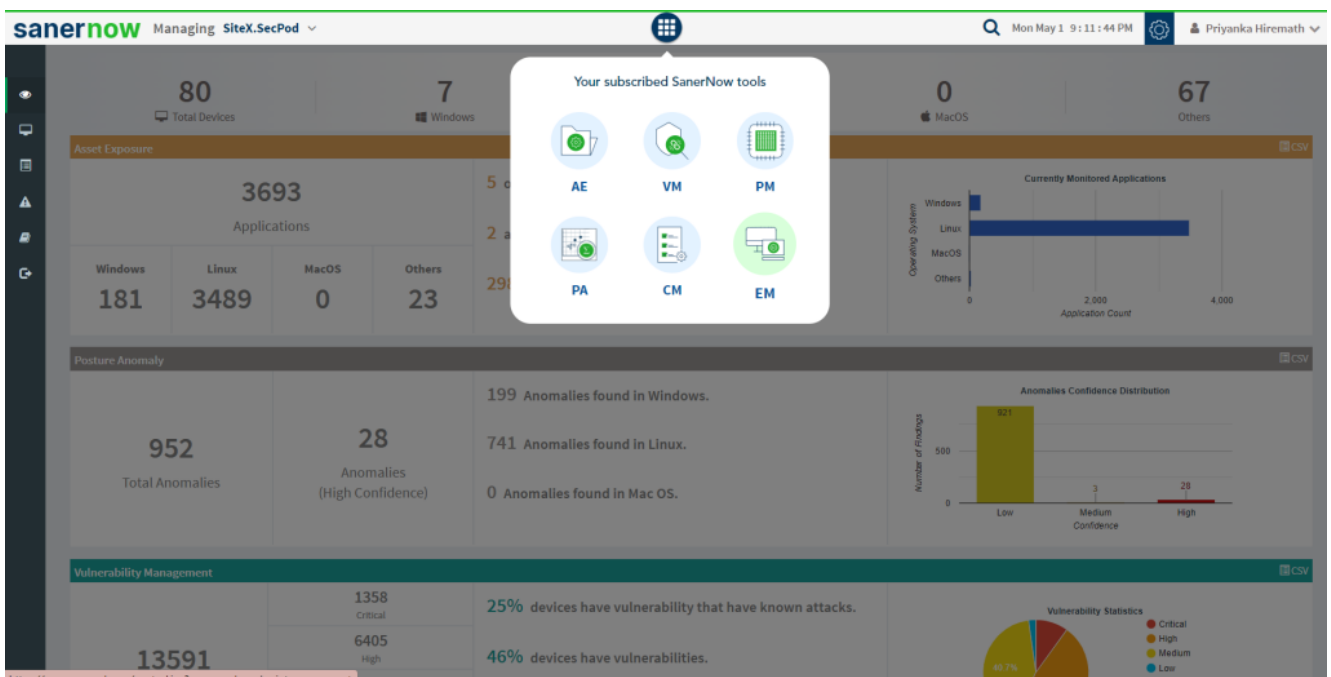 sanernow Managing SiteX.SecPod Mon May 1 9:11:44 PM Priyanka Hiremath
Your subscribed SanerNow tools
AE VM PM
PA CM EM
80 7 0 67
Total Devices Windows MacOS Others
Asset Exposure CSV
3693
Applications
Windows Linux MacOS Others
181 3489 0 23
5
2
Currently Monitored Applications
Operating System
Windows
Linux
MacOS
Others
0 2,000 4,000
Application Count
Posture Anomaly CSV
952
Total Anomalies
28
Anomalies
(High Confidence)
199 Anomalies found in Windows.
741 Anomalies found in Linux.
0 Anomalies found in Mac OS.
Anomalies Confidence Distribution
Number of Findings
500
0
921
3
28
Low Medium High
Confidence
Vulnerability Management CSV
13591
1358
Critical
6405
High
25% devices have vulnerability that have known attacks.
46% devices have vulnerabilities.
Vulnerability Statistics
Critical
High
Medium
Low